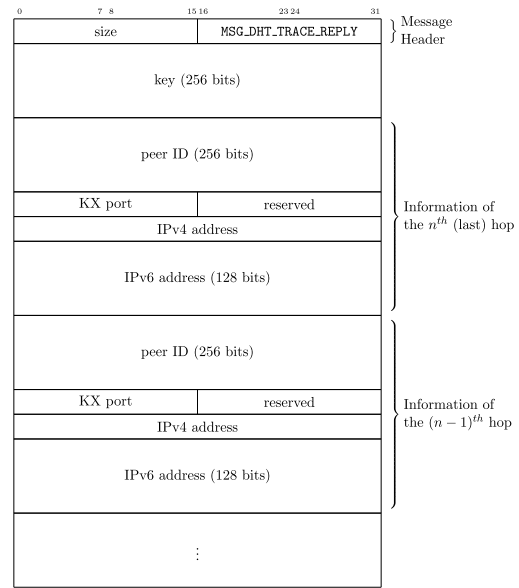 0 7 8 15 16 23 24 31
size MSG_DHT_TRACE_REPLY
Message
Header
key (256 bits)
peer ID (256 bits)
KX port reserved
IPv4 address
IPv6 address (128 bits)
Information of
the n^th (last) hop
peer ID (256 bits)
KX port reserved
IPv4 address
IPv6 address (128 bits)
Information of
the (n − 1)^th hop
⋮